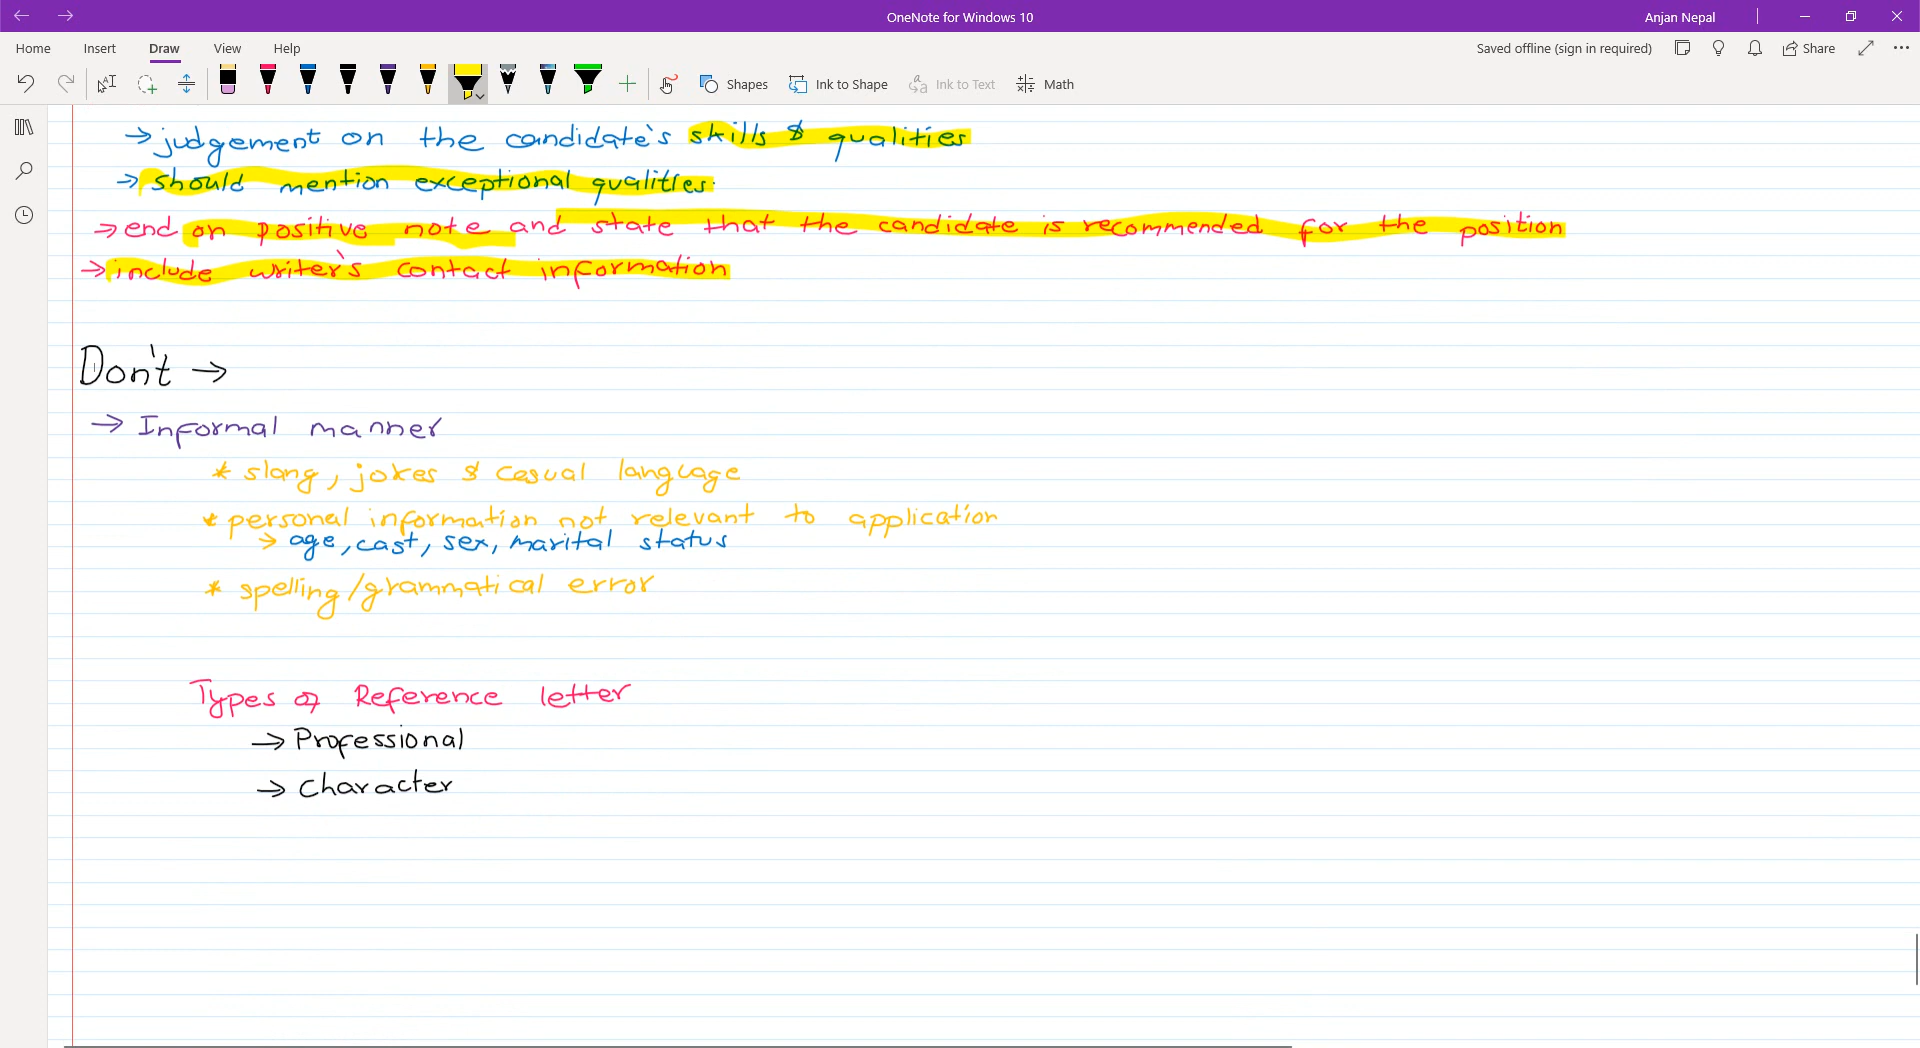 OneNote for Windows 10
Anjan Nepal
Home Insert Draw View Help
Saved offline (sign in required)
Share
Shapes
Ink to Shape
Ink to Text
Math
→ judgement on the candidate's skills & qualities
→ should mention exceptional qualities.
→ end on positive note and state that the candidate is recommended for the position
→ include writer's contact information
Don't →
→ Informal manner
* slang, jokes & casual language
* personal information not relevant to application
→ age, cast, sex, marital status
* spelling/grammatical error
Types of Reference letter
→ Professional
→ Character